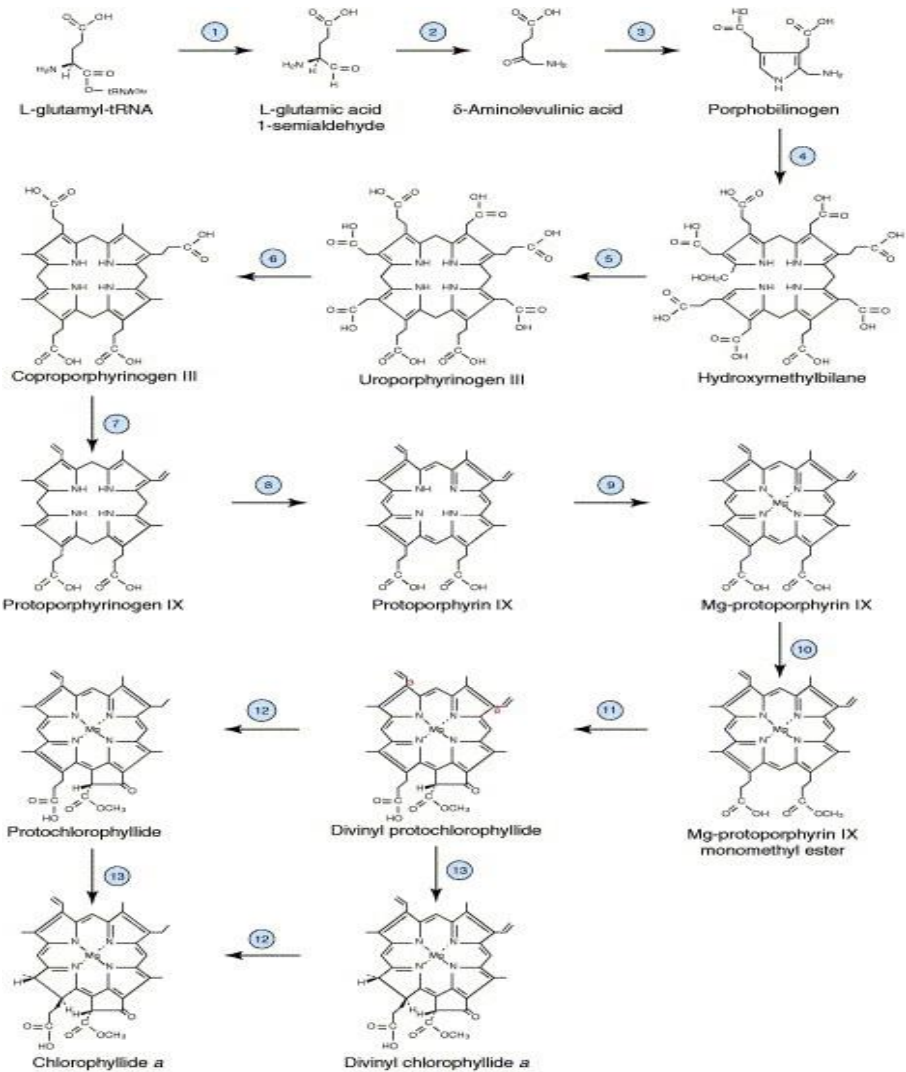 1
2
3
L-glutamyl-tRNA
L-glutamic acid
1-semialdehyde
δ-Aminolevulinic acid
Porphobilinogen
4
6
5
Coproporphyrinogen III
Uroporphyrinogen III
Hydroxymethylbilane
7
8
9
Protoporphyrinogen IX
Protoporphyrin IX
Mg-protoporphyrin IX
10
12
11
Protochlorophyllide
Divinyl protochlorophyllide
Mg-protoporphyrin IX
monomethyl ester
13
13
12
Chlorophyllide a
Divinyl chlorophyllide a